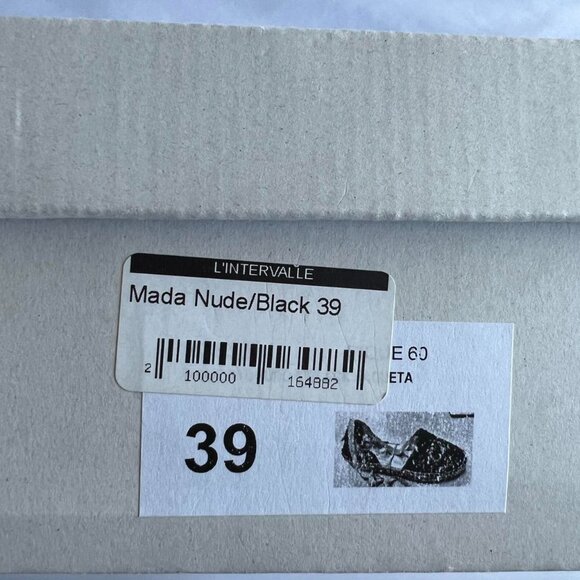 L'INTERVALLE
Mada Nude/Black 39
2 100000 164882
E 60
ETA
39